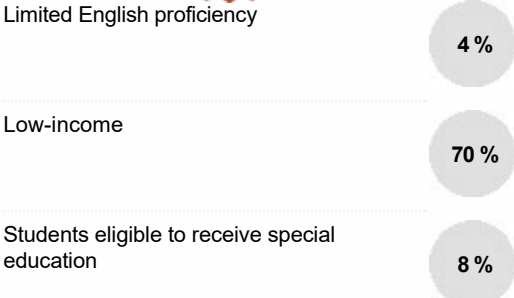 Limited English proficiency
4 %
Low-income
70 %
Students eligible to receive special
education
8 %